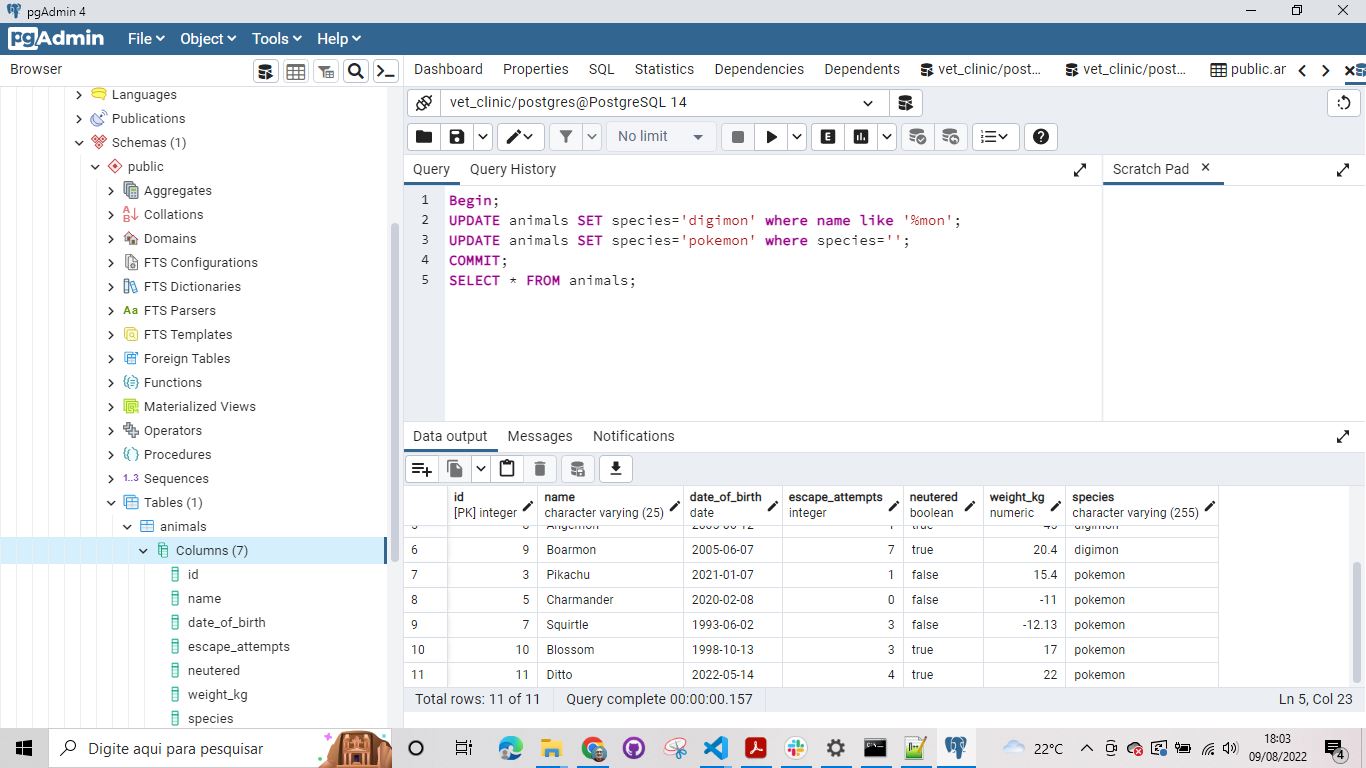 pgAdmin 4
pgAdmin
File Object Tools Help
Browser
Dashboard Properties SQL Statistics Dependencies Dependents vet_clinic/post... vet_clinic/post... public.ar
Languages
Publications
Schemas (1)
public
Aggregates
Collations
Domains
FTS Configurations
FTS Dictionaries
Aa FTS Parsers
FTS Templates
Foreign Tables
Functions
Materialized Views
Operators
Procedures
1..3 Sequences
Tables (1)
animals
Columns (7)
id
name
date_of_birth
escape_attempts
neutered
weight_kg
species
vet_clinic/postgres@PostgreSQL 14
No limit
E
Query Query History
Scratch Pad
1 Begin;
2 UPDATE animals SET species='digimon' where name like '%mon';
3 UPDATE animals SET species='pokemon' where species='';
4 COMMIT;
5 SELECT * FROM animals;
Data output Messages Notifications
id name date_of_birth escape_attempts neutered weight_kg species
[PK] integer character varying (25) date integer boolean numeric character varying (255)
6 9 Boarmon 2005-06-07 7 true 20.4 digimon
7 3 Pikachu 2021-01-07 1 false 15.4 pokemon
8 5 Charmander 2020-02-08 0 false -11 pokemon
9 7 Squirtle 1993-06-02 3 false -12.13 pokemon
10 10 Blossom 1998-10-13 3 true 17 pokemon
11 11 Ditto 2022-05-14 4 true 22 pokemon
Total rows: 11 of 11 Query complete 00:00:00.157 Ln 5, Col 23
Digite aqui para pesquisar
22°C
18:03
09/08/2022
4